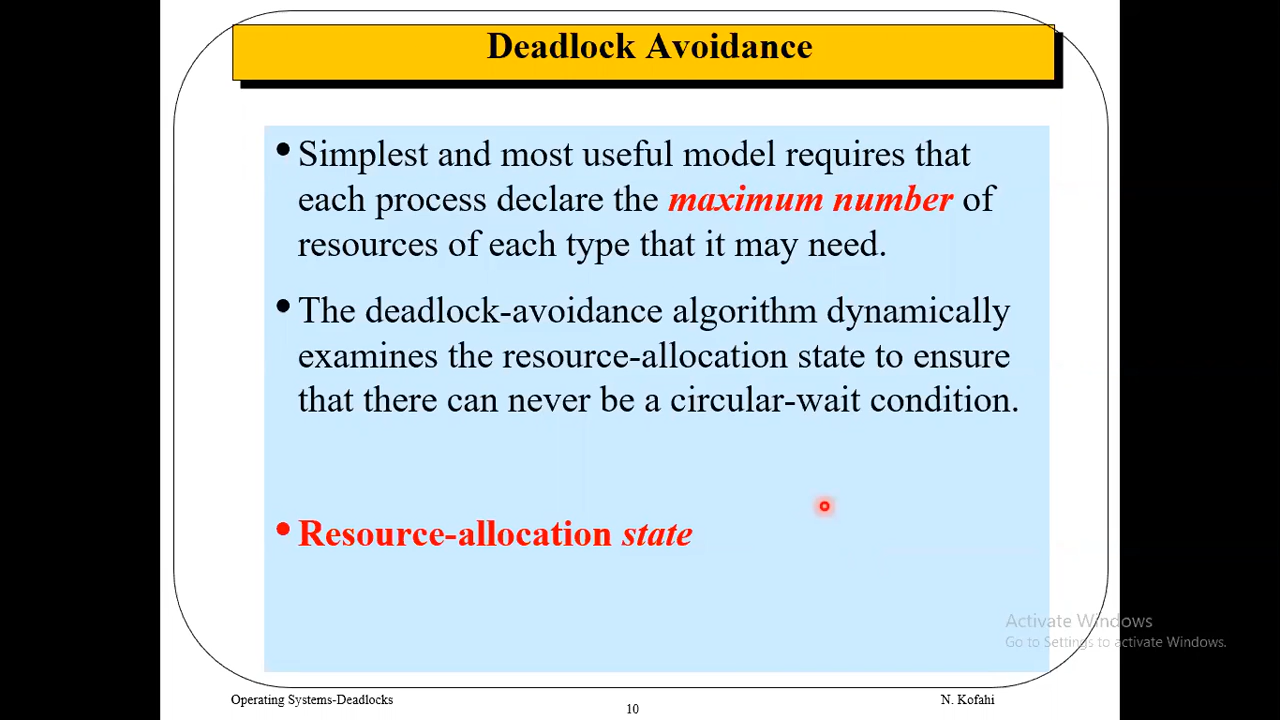 Deadlock Avoidance
• Simplest and most useful model requires that
each process declare the maximum number of
resources of each type that it may need.
• The deadlock-avoidance algorithm dynamically
examines the resource-allocation state to ensure
that there can never be a circular-wait condition.
• Resource-allocation state
Activate Windows
Go to Settings to activate Windows.
Operating Systems-Deadlocks
10
N. Kofahi